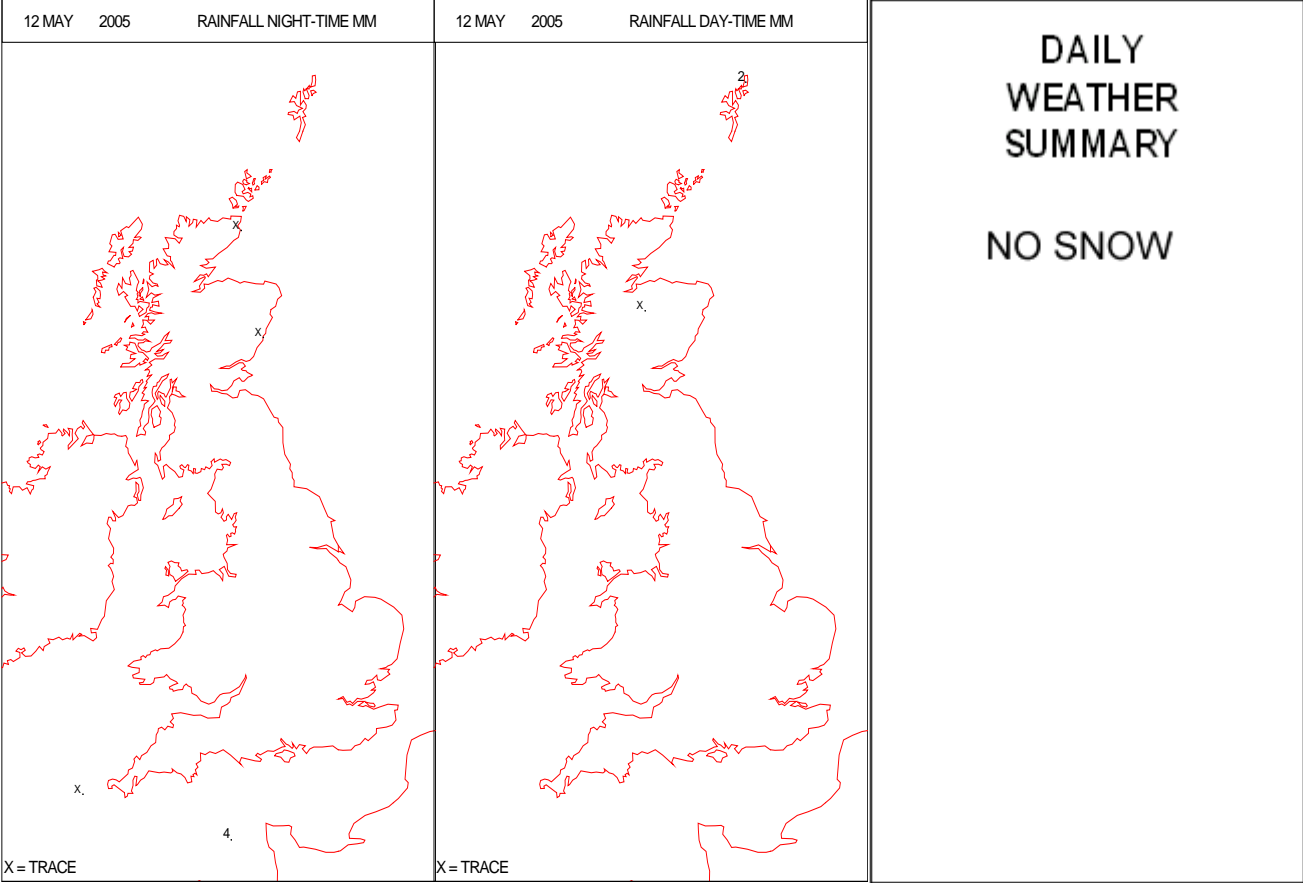 12 MAY 2005 RAINFALL NIGHT-TIME MM
X.
X.
X.
4.
X = TRACE
12 MAY 2005 RAINFALL DAY-TIME MM
2
X.
X = TRACE
DAILY
WEATHER
SUMMARY
NO SNOW